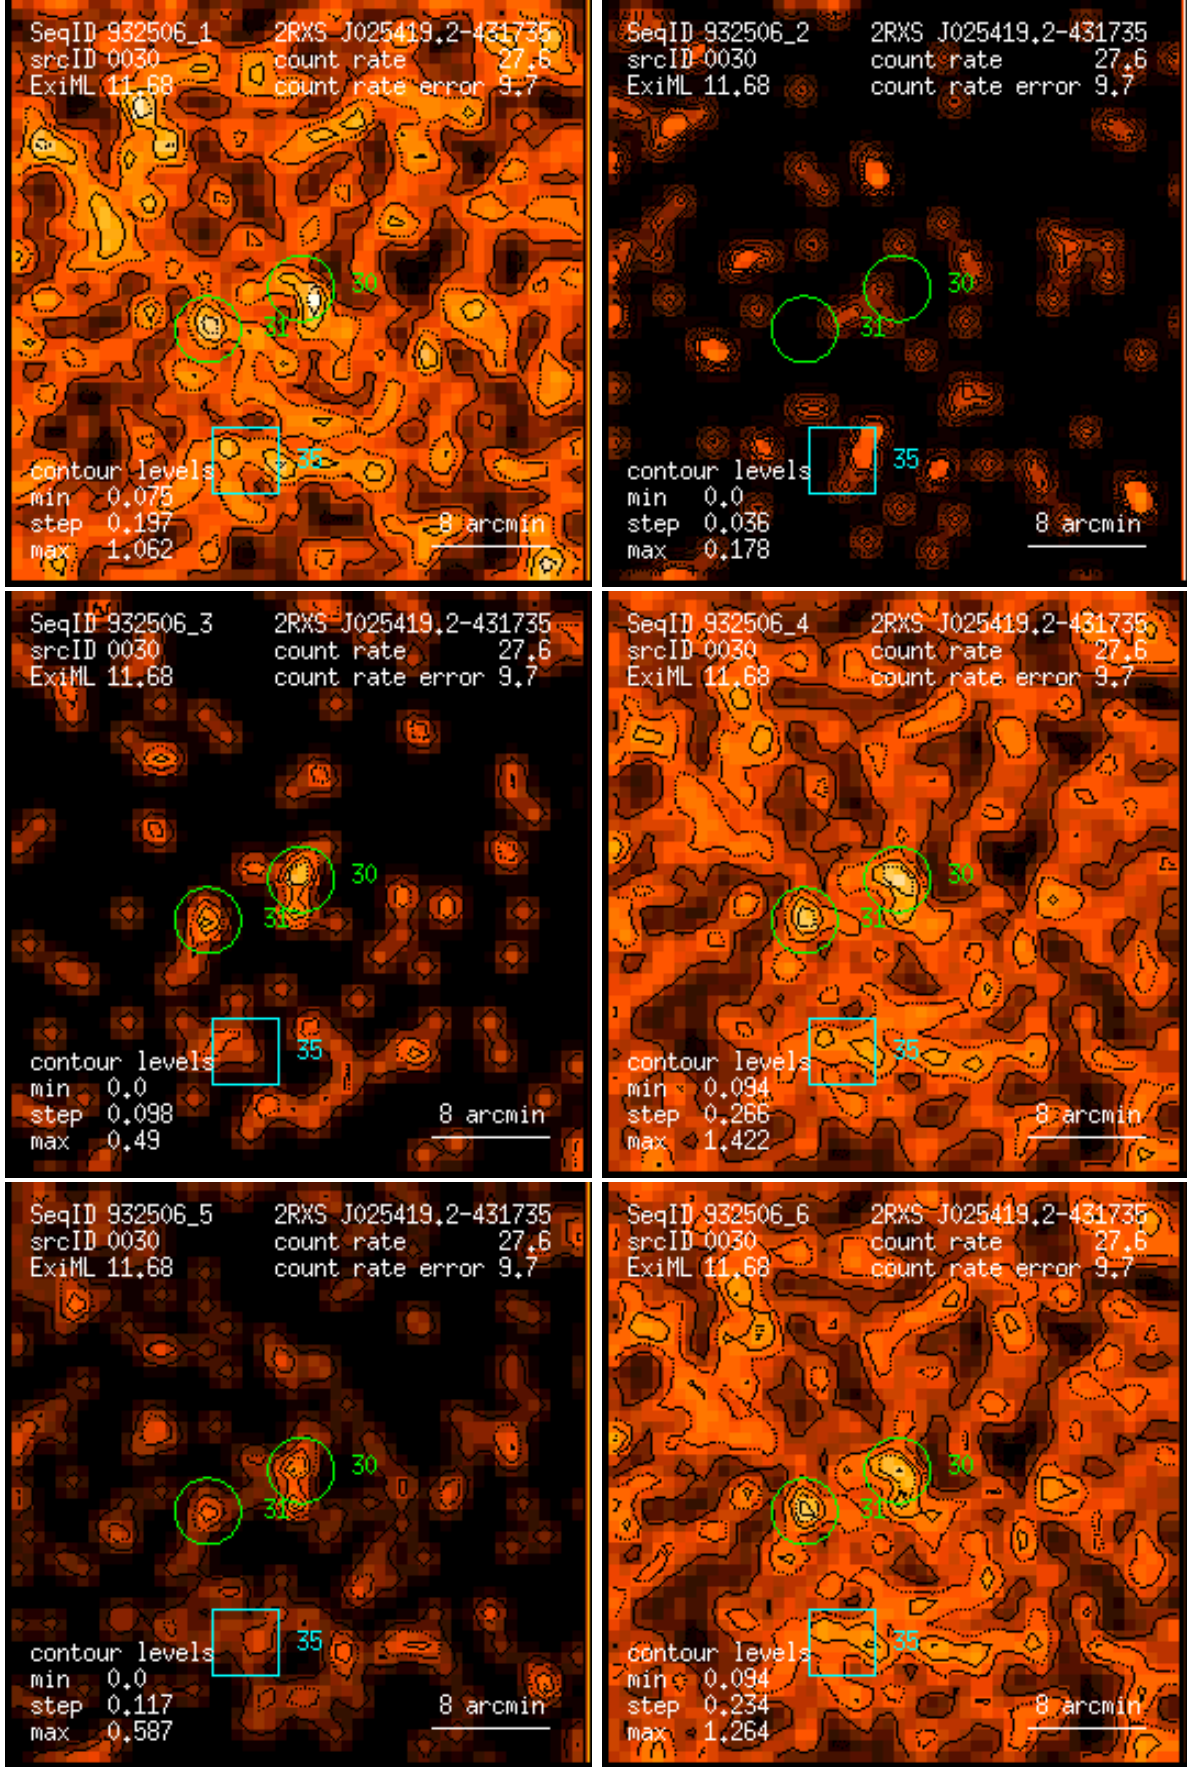 SeqID 932506_1 2RXS J025419.2-431735
srcID 0030 count rate 27.6
ExiML 11.68 count rate error 9.7
30
31
35
contour levels
min 0.075
step 0.197 8 arcmin
max 1.062
SeqID 932506_2 2RXS J025419.2-431735
srcID 0030 count rate 27.6
ExiML 11.68 count rate error 9.7
30
31
35
contour levels
min 0.0
step 0.036 8 arcmin
max 0.178
SeqID 932506_3 2RXS J025419.2-431735
srcID 0030 count rate 27.6
ExiML 11.68 count rate error 9.7
30
31
35
contour levels
min 0.0
step 0.098 8 arcmin
max 0.49
SeqID 932506_4 2RXS J025419.2-431735
srcID 0030 count rate 27.6
ExiML 11.68 count rate error 9.7
30
31
35
contour levels
min 0.094
step 0.266 8 arcmin
max 1.422
SeqID 932506_5 2RXS J025419.2-431735
srcID 0030 count rate 27.6
ExiML 11.68 count rate error 9.7
30
31
35
contour levels
min 0.0
step 0.117 8 arcmin
max 0.587
SeqID 932506_6 2RXS J025419.2-431735
srcID 0030 count rate 27.6
ExiML 11.68 count rate error 9.7
30
31
35
contour levels
min 0.094
step 0.234 8 arcmin
max 1.264